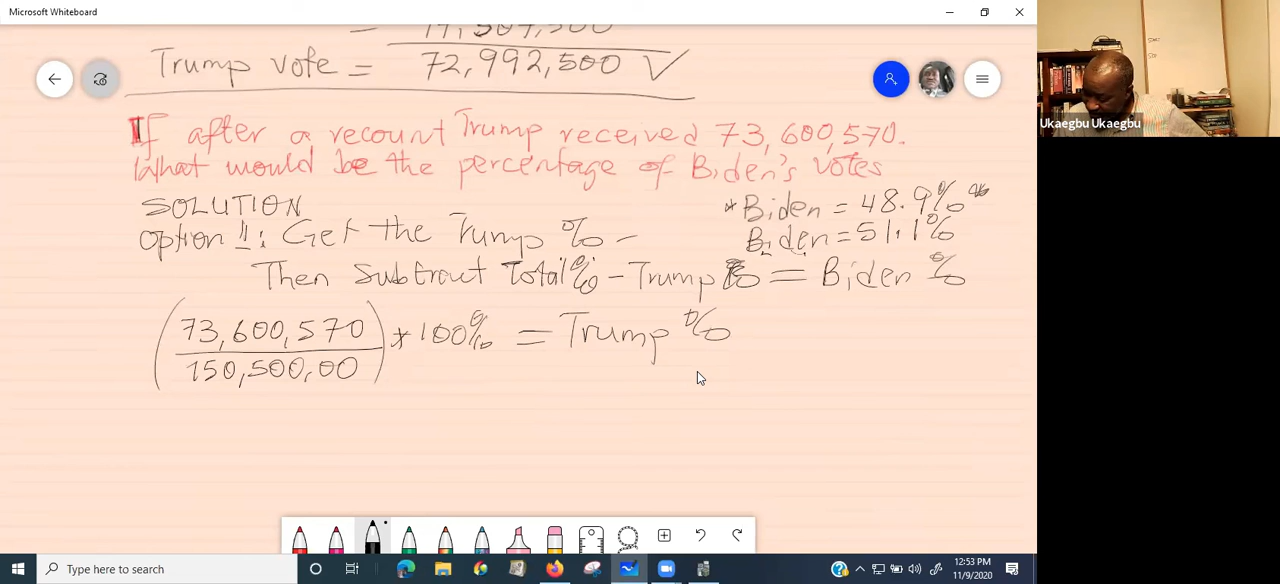 Microsoft Whiteboard
Trump vote = 72,992,500
If after a recount Trump received 73,600,570.
What would be the percentage of Biden's votes
SOLUTION
* Biden = 48.9%
Biden = 51.1%
Option 1: Get the Trump % –
Then Subtract Total% - Trump % = Biden %
(73,600,570
150,500,00) * 100% = Trump %
Ukaegbu Ukaegbu
Type here to search
12:53 PM
11/9/2020